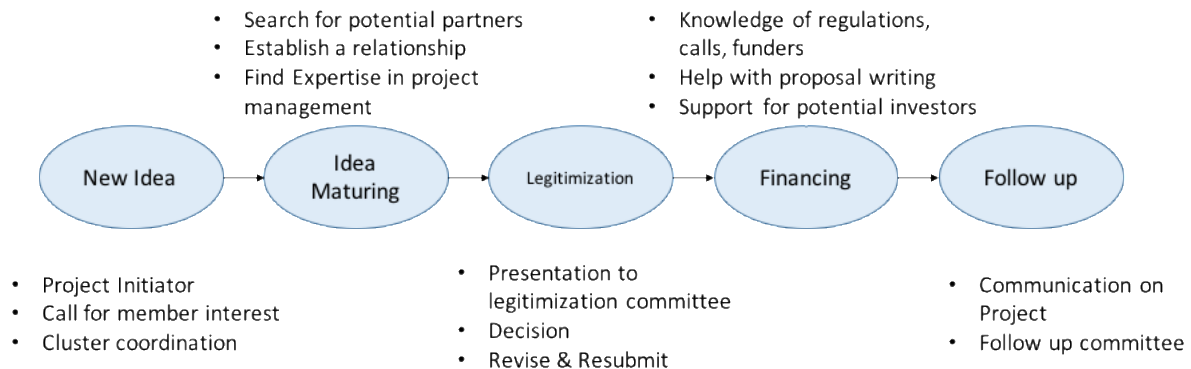 • Search for potential partners
• Establish a relationship
• Find Expertise in project
management
• Knowledge of regulations,
calls, funders
• Help with proposal writing
• Support for potential investors
New Idea
Idea
Maturing
Legitimization
Financing
Follow up
• Project Initiator
• Call for member interest
• Cluster coordination
• Presentation to
legitimization committee
• Decision
• Revise & Resubmit
• Communication on
Project
• Follow up committee